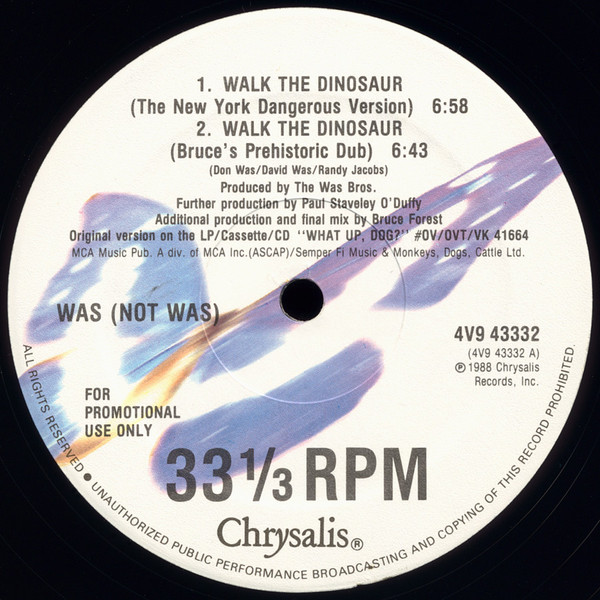 1. WALK THE DINOSAUR
(The New York Dangerous Version) 6:58
2. WALK THE DINOSAUR
(Bruce's Prehistoric Dub) 6:43
(Don Was/David Was/Randy Jacobs)
Produced by The Was Bros.
Further production by Paul Staveley O'Duffy
Additional production and final mix by Bruce Forest
Original version on the LP/Cassette/CD "WHAT UP, DOG?" #OV/OVT/VK 41664
MCA Music Pub. A div. of MCA Inc.(ASCAP)/Semper Fi Music & Monkeys, Dogs, Cattle Ltd.
WAS (NOT WAS)
4V9 43332
(4V9 43332 A)
℗1988 Chrysalis
Records, Inc.
FOR
PROMOTIONAL
USE ONLY
33⅓ RPM
Chrysalis®
ALL RIGHTS RESERVED ● UNAUTHORIZED PUBLIC PERFORMANCE BROADCASTING AND COPYING OF THIS RECORD PROHIBITED.